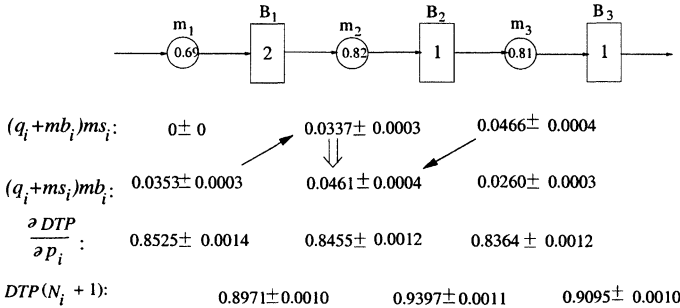 m₁ B₁ m₂ B₂ m₃ B₃
0.69 2 0.82 1 0.81 1
(qᵢ+mbᵢ)msᵢ: 0± 0 0.0337± 0.0003 0.0466± 0.0004
(qᵢ+msᵢ)mbᵢ: 0.0353± 0.0003 0.0461± 0.0004 0.0260± 0.0003
∂ DTP / ∂ pᵢ : 0.8525± 0.0014 0.8455± 0.0012 0.8364± 0.0012
DTP(Nᵢ + 1): 0.8971±0.0010 0.9397±0.0011 0.9095± 0.0010